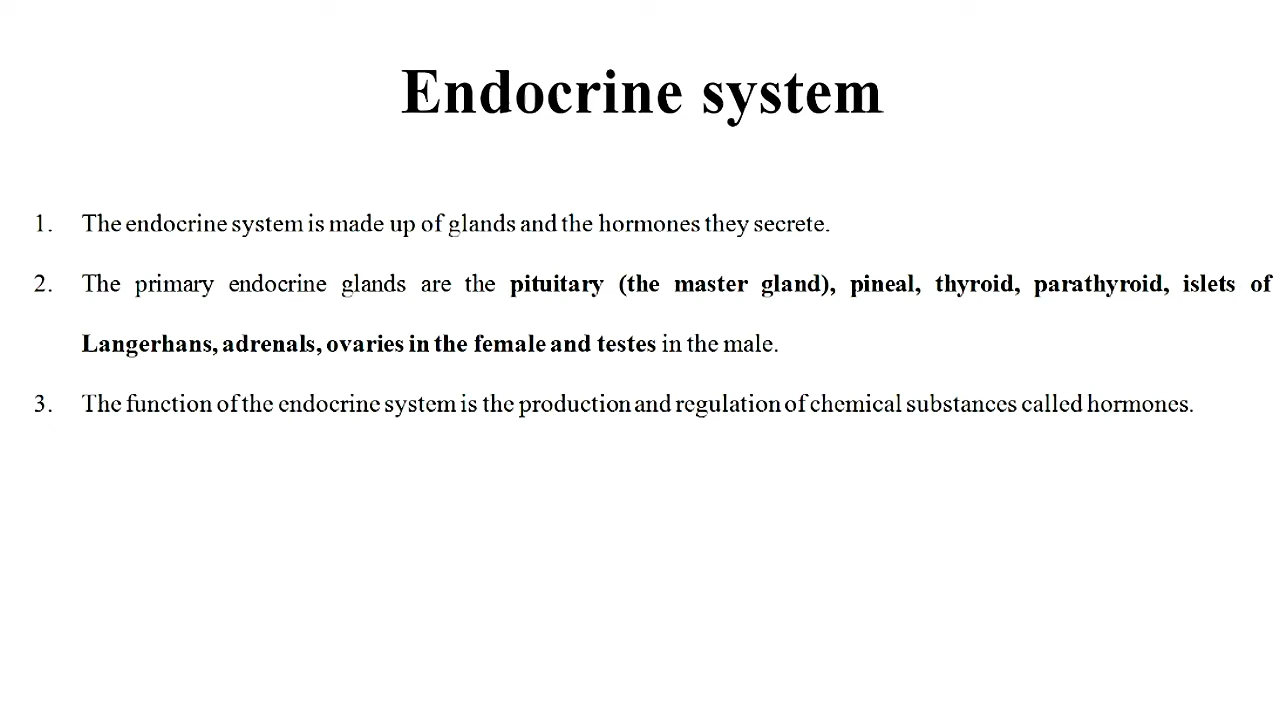 Endocrine system
1. The endocrine system is made up of glands and the hormones they secrete.
2. The primary endocrine glands are the pituitary (the master gland), pineal, thyroid, parathyroid, islets of
Langerhans, adrenals, ovaries in the female and testes in the male.
3. The function of the endocrine system is the production and regulation of chemical substances called hormones.